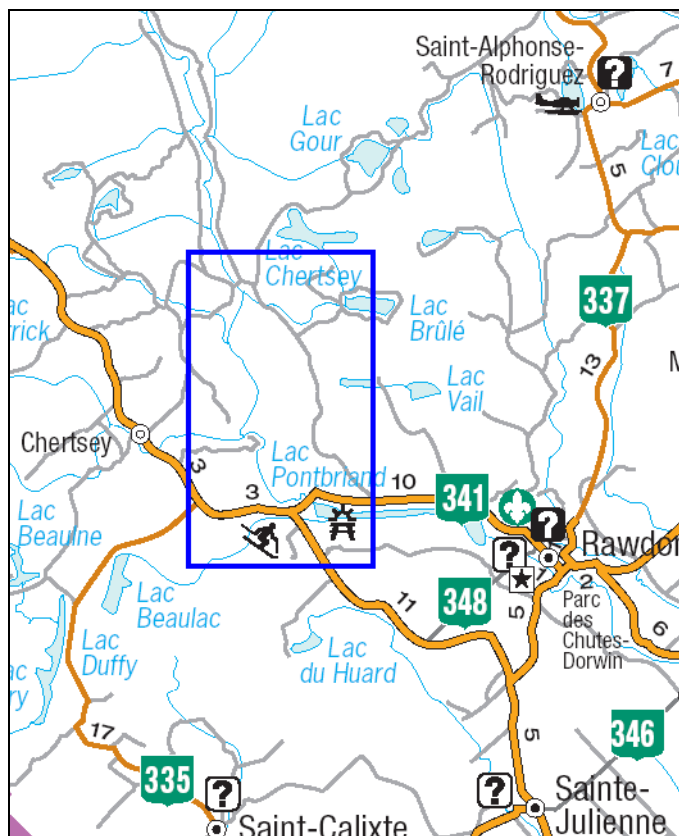 Saint-Alphonse-
Rodriguez
?
7
Lac
Gour
5
Lac
Lac
Chertsey
337
Lac
Brûlé
13
Lac
Vail
Chertsey
3
Lac
Pontbriand
3
10
341
?
Rawdon
?
1
2
Lac
Beaulne
Lac
Beaulac
11
348
5
Parc
des
Chutes-
Dorwin
6
Lac
Duffy
Lac
du Huard
17
5
346
335
?
?
Saint-Calixte
Sainte-
Julienne